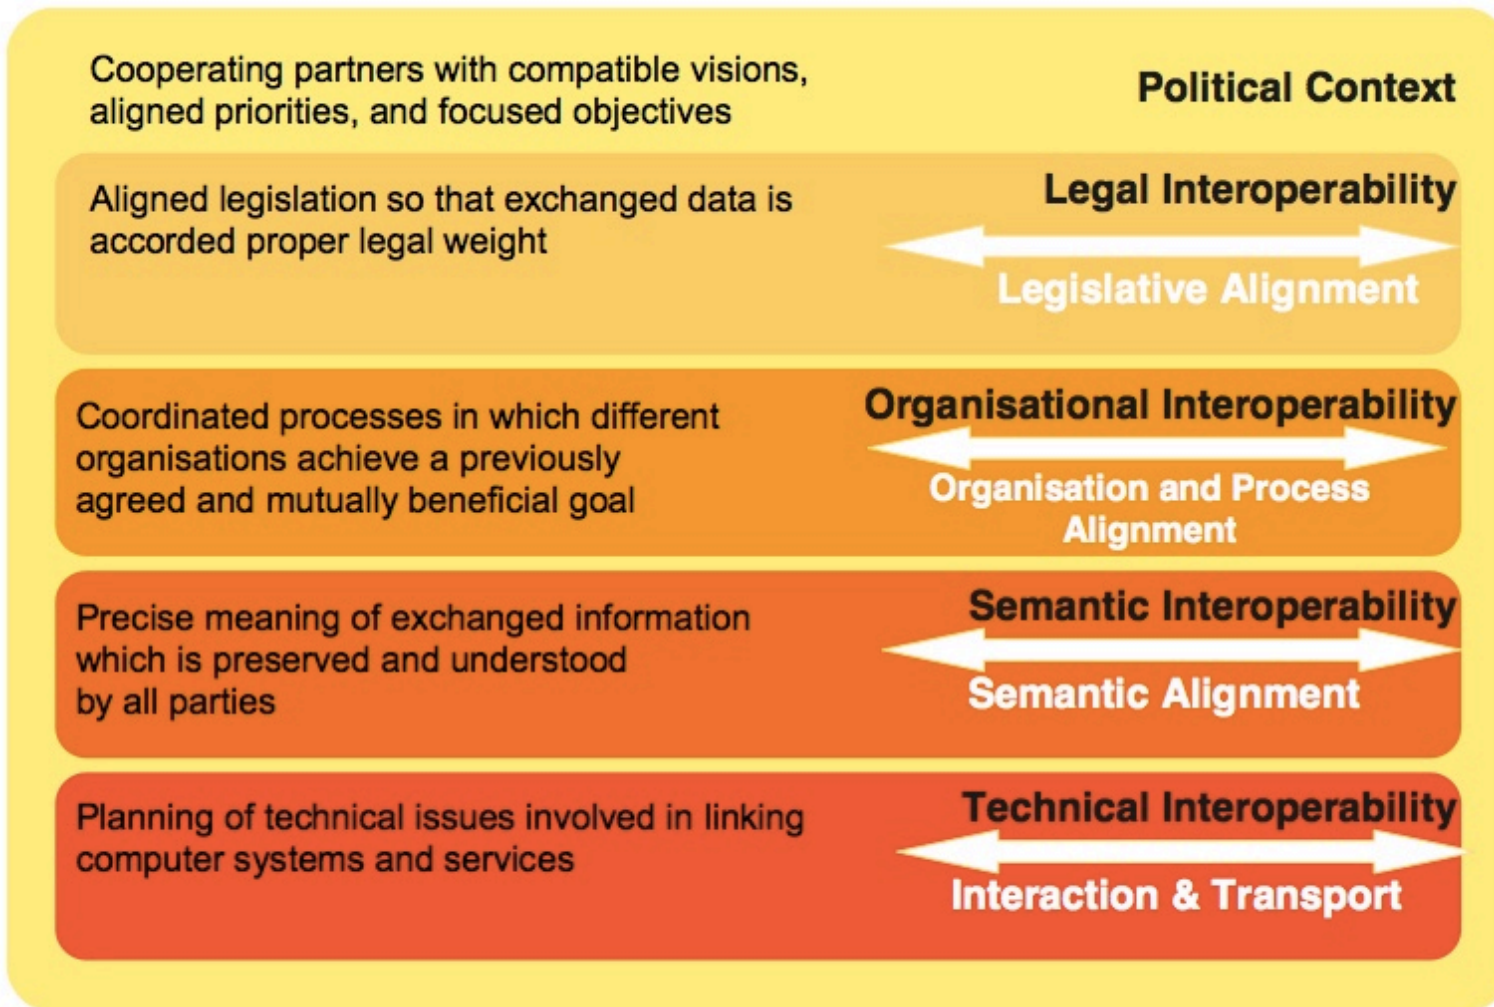 Cooperating partners with compatible visions,
aligned priorities, and focused objectives
Political Context
Aligned legislation so that exchanged data is
accorded proper legal weight
Legal Interoperability
Legislative Alignment
Coordinated processes in which different
organisations achieve a previously
agreed and mutually beneficial goal
Organisational Interoperability
Organisation and Process
Alignment
Precise meaning of exchanged information
which is preserved and understood
by all parties
Semantic Interoperability
Semantic Alignment
Planning of technical issues involved in linking
computer systems and services
Technical Interoperability
Interaction & Transport